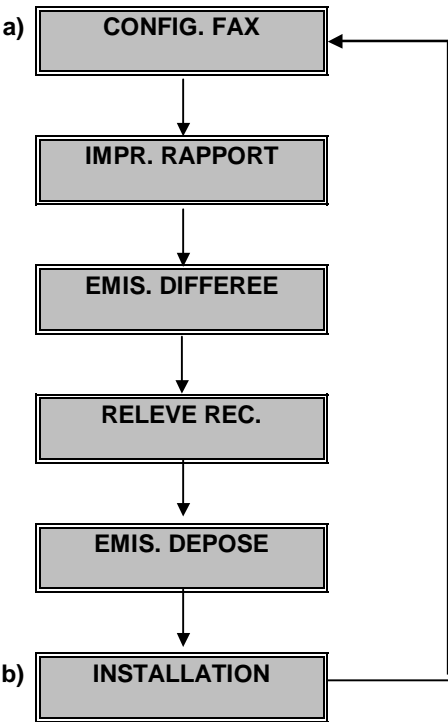 a) CONFIG. FAX
IMPR. RAPPORT
EMIS. DIFFEREE
RELEVE REC.
EMIS. DEPOSE
b) INSTALLATION